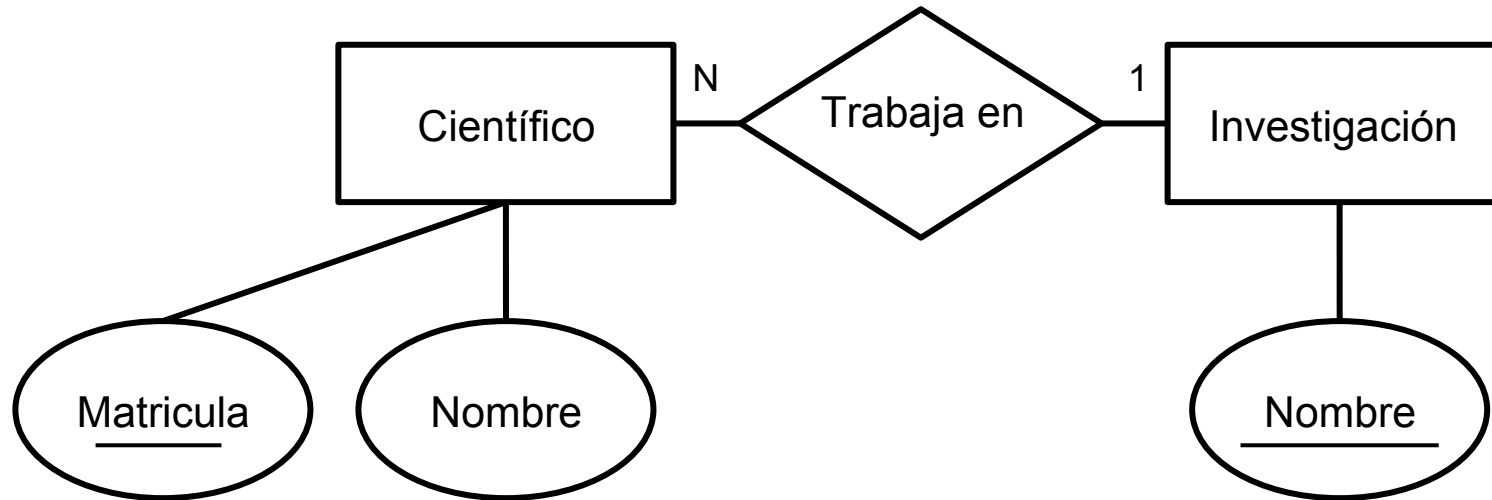 Científico
N
Trabaja en
1
Investigación
Matricula
Nombre
Nombre